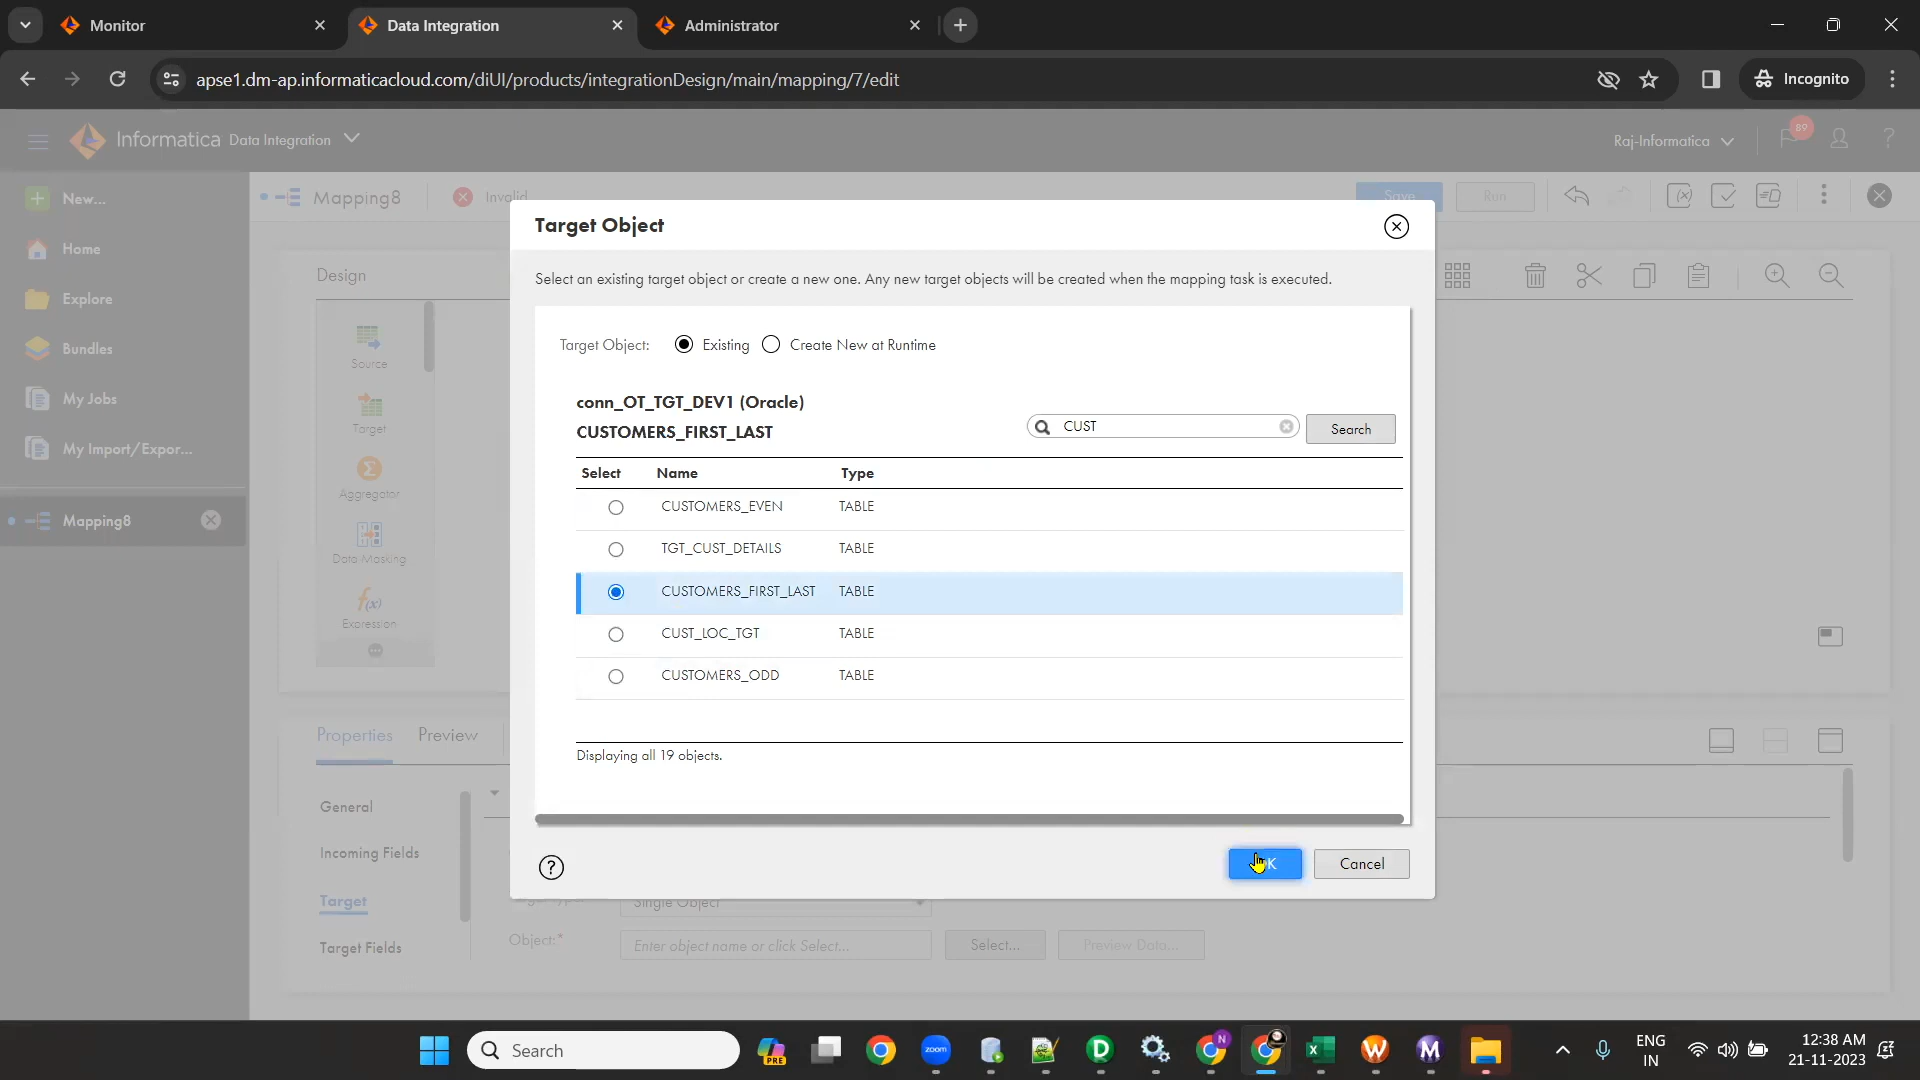 Monitor
Data Integration
Administrator
apse1.dm-ap.informaticacloud.com/diUI/products/integrationDesign/main/mapping/7/edit
Incognito
Informatica Data Integration
Raj-Informatica
89
?
New...
Home
Explore
Bundles
My Jobs
My Import/Expor...
Mapping8
Mapping8
Invalid
Save
Run
Design
Source
Target
Aggregator
Data Masking
f(x)
Expression
Target Object
Select an existing target object or create a new one. Any new target objects will be created when the mapping task is executed.
Target Object: Existing Create New at Runtime
conn_OT_TGT_DEV1 (Oracle)
CUSTOMERS_FIRST_LAST
CUST
Search
Select Name Type
CUSTOMERS_EVEN TABLE
TGT_CUST_DETAILS TABLE
CUSTOMERS_FIRST_LAST TABLE
CUST_LOC_TGT TABLE
CUSTOMERS_ODD TABLE
Displaying all 19 objects.
?
Cancel
Properties Preview
General
Incoming Fields
Target
Target Fields
Single Object
Object:* Enter object name or click Select... Select... Preview Data...
Search
PRE
zoom
ENG
IN
12:38 AM
21-11-2023